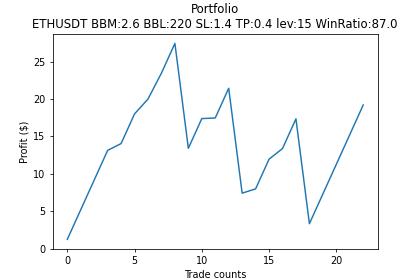 Portfolio
ETHUSDT BBM:2.6 BBL:220 SL:1.4 TP:0.4 lev:15 WinRatio:87.0
25
20
15
10
5
0
Profit ($)
0 5 10 15 20
Trade counts